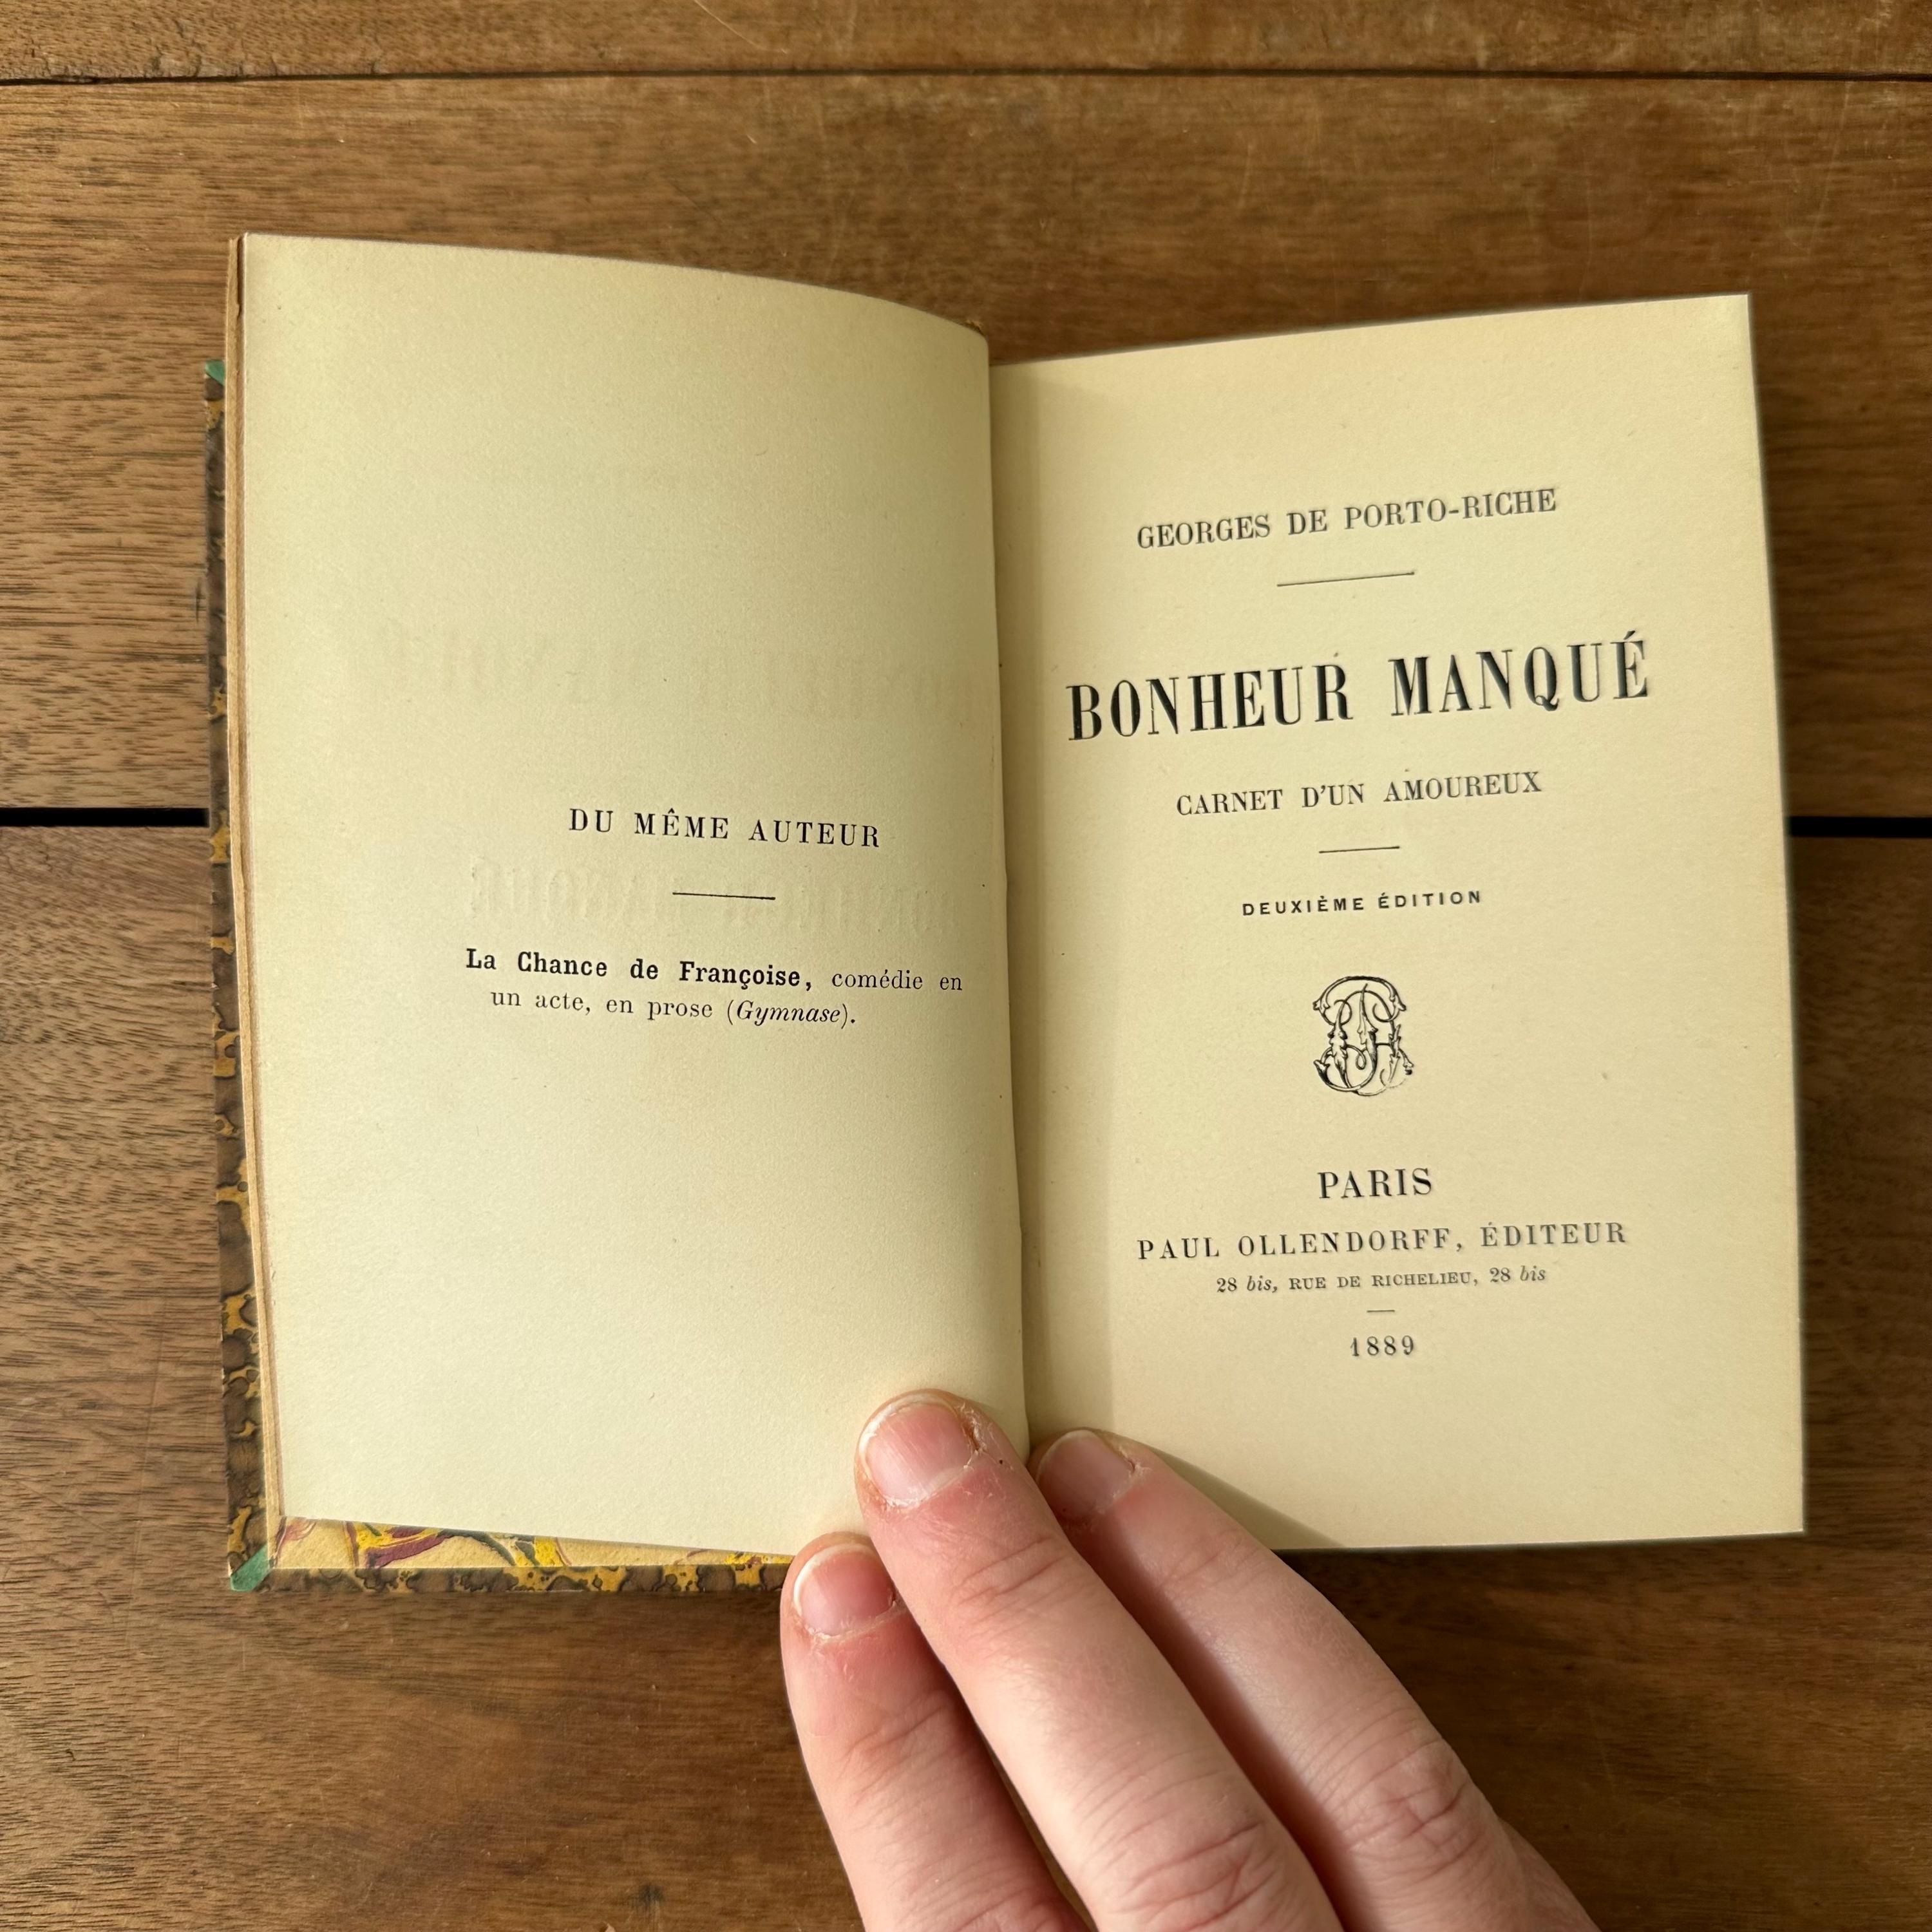 DU MÊME AUTEUR
La Chance de Françoise, comédie en
un acte, en prose (Gymnase).
GEORGES DE PORTO-RICHE
BONHEUR MANQUÉ
CARNET D'UN AMOUREUX
DEUXIÈME ÉDITION
PARIS
PAUL OLLENDORFF, ÉDITEUR
28 bis, RUE DE RICHELIEU, 28 bis
1889